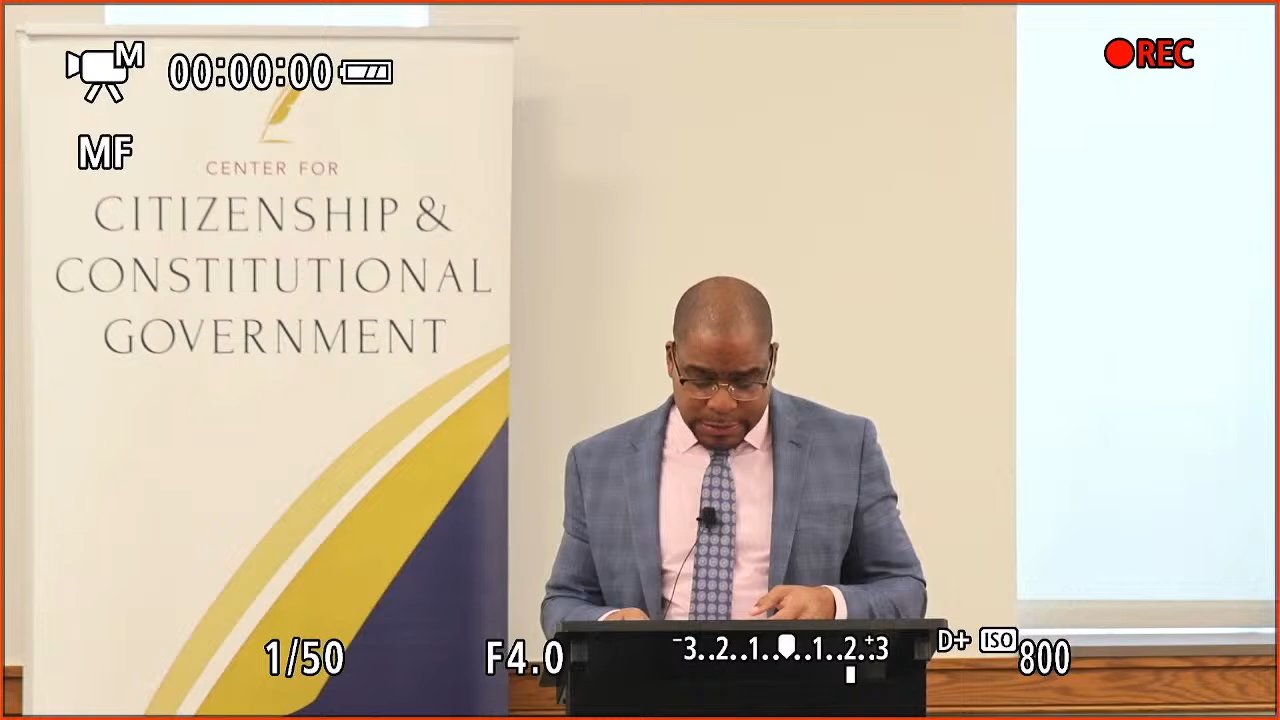 M
00:00:00
REC
MF
CENTER FOR
CITIZENSHIP &
CONSTITUTIONAL
GOVERNMENT
1/50
F4.0
-3..2..1..0..1..2..+3
D+ ISO 800